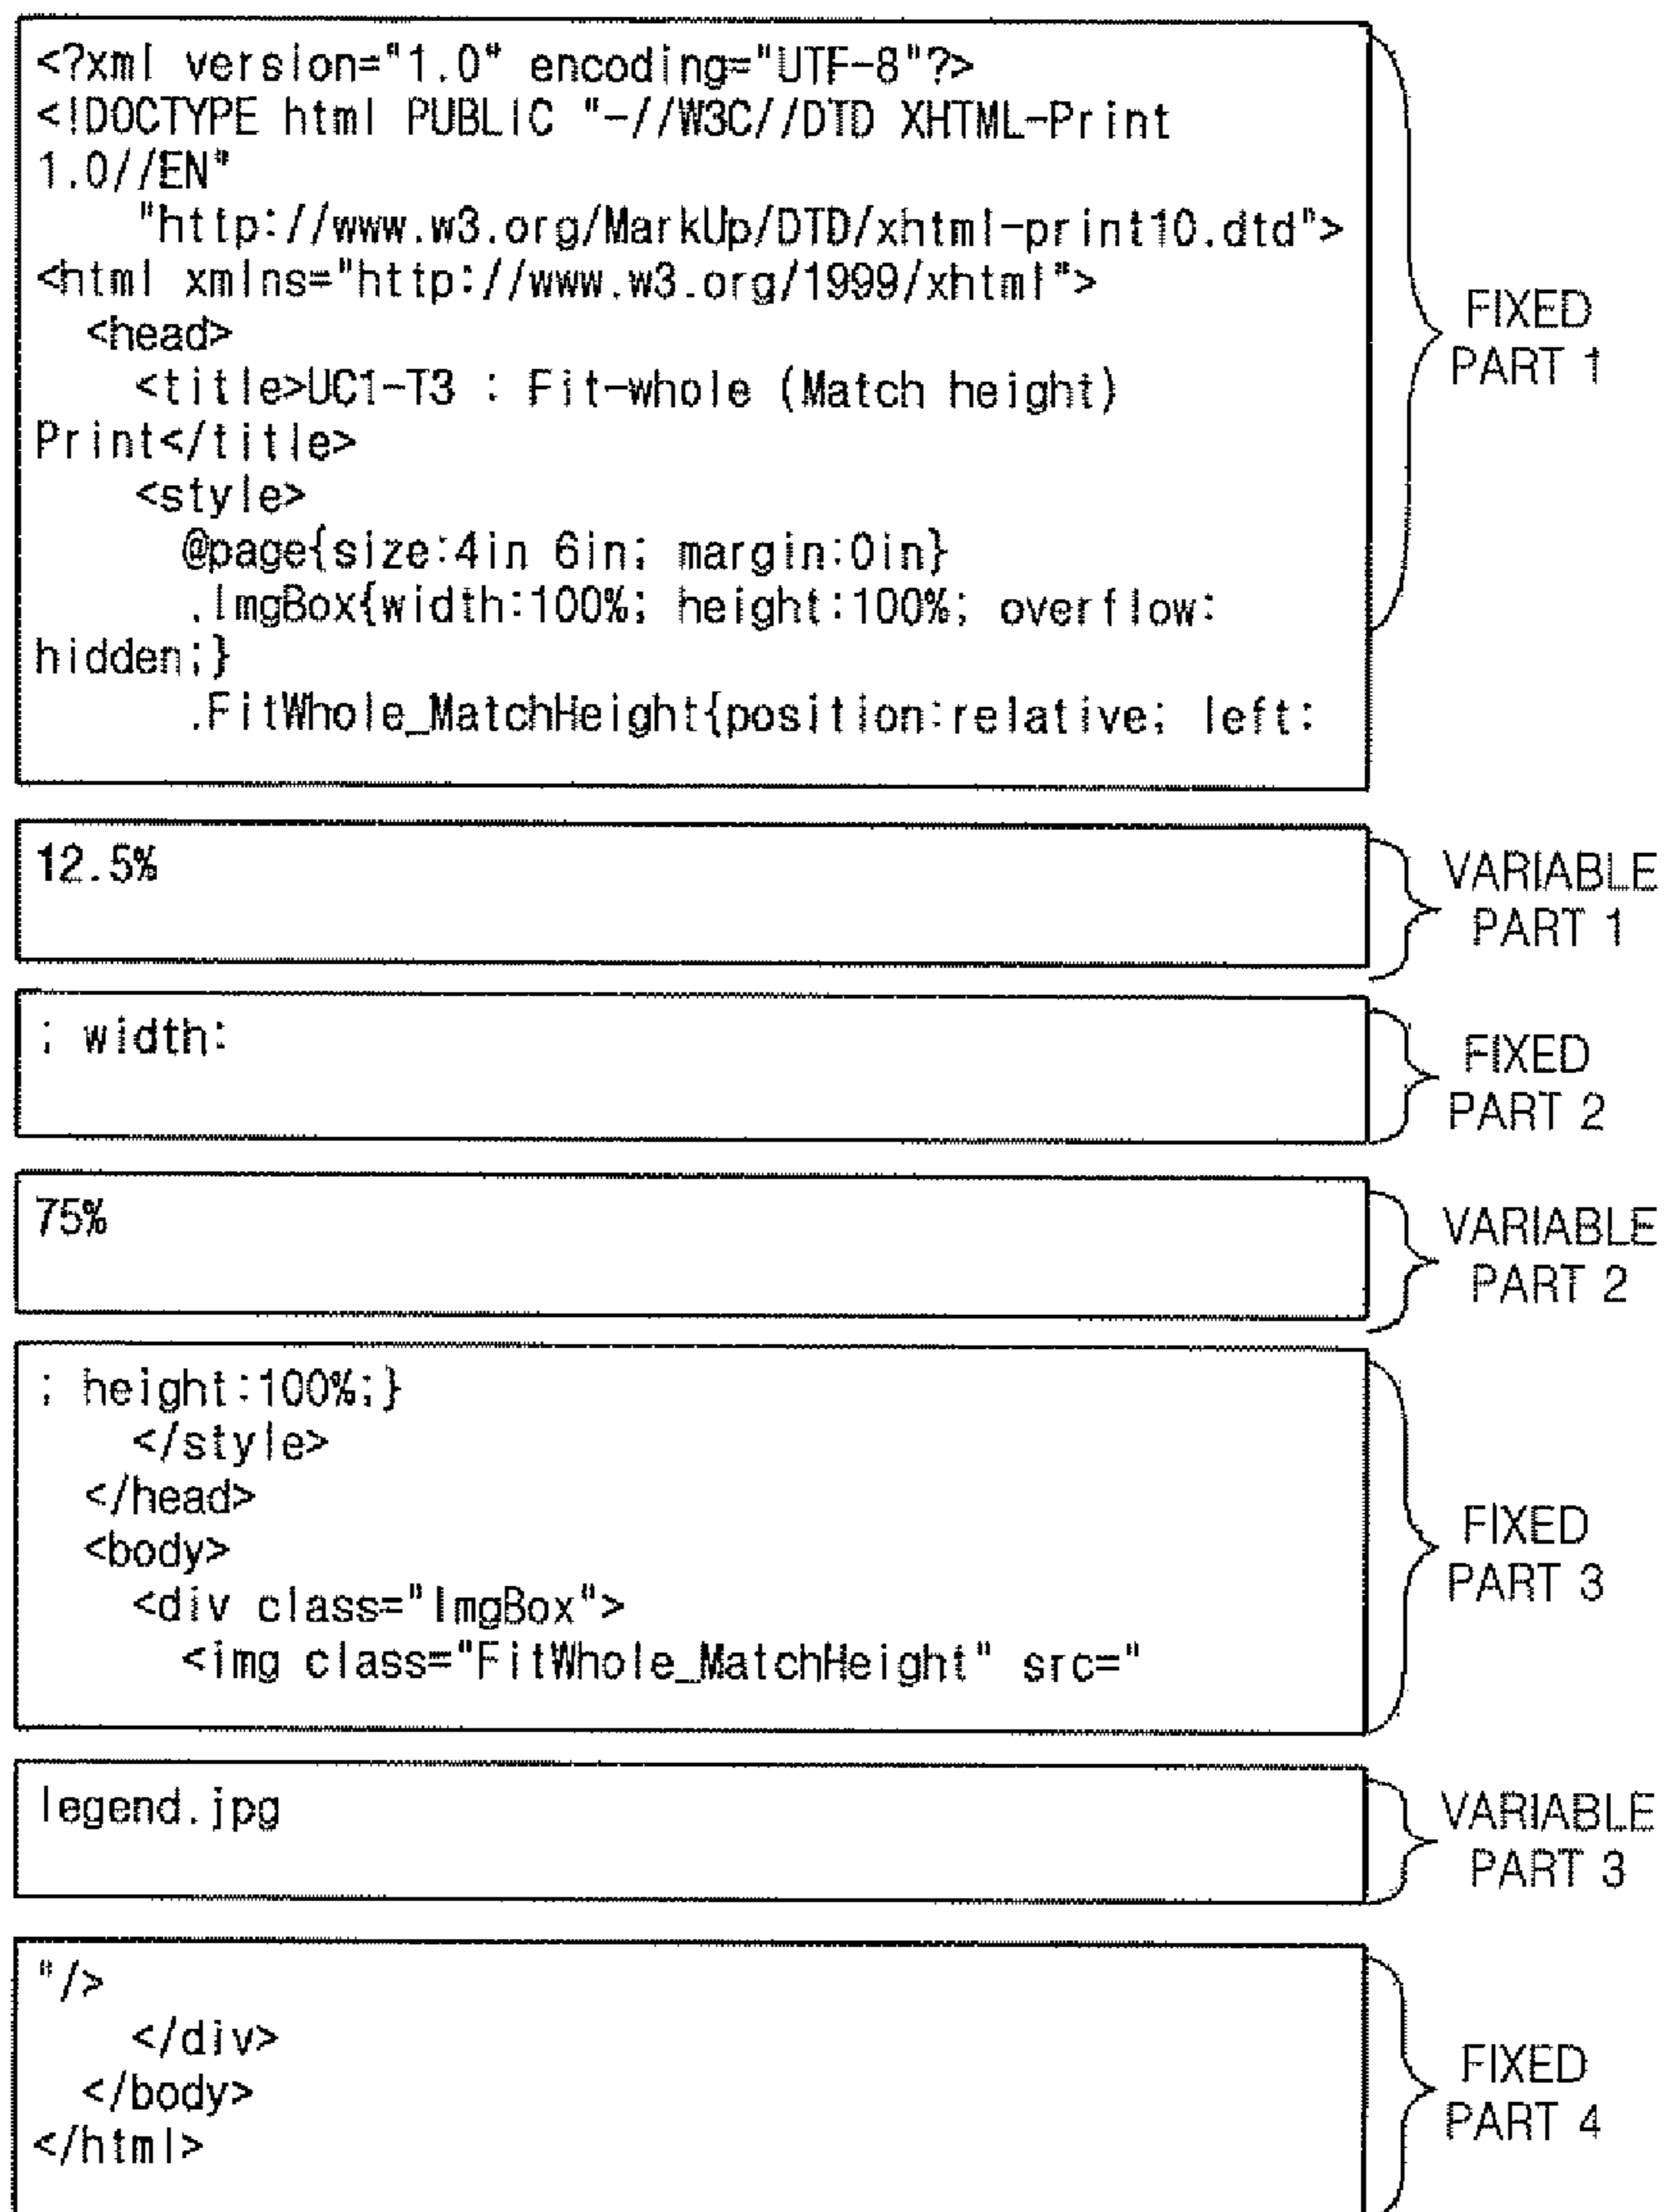 <?xml version="1.0" encoding="UTF-8"?>
<!DOCTYPE html PUBLIC "-//W3C//DTD XHTML-Print
1.0//EN"
"http://www.w3.org/MarkUp/DTD/xhtml-print10.dtd">
<html xmlns="http://www.w3.org/1999/xhtml">
<head>
<title>UC1-T3 : Fit-whole (Match height)
Print</title>
<style>
@page{size:4in 6in; margin:0in}
.ImgBox{width:100%; height:100%; overflow:
hidden;}
.FitWhole_MatchHeight{position:relative; left:
FIXED
PART 1
12.5%
VARIABLE
PART 1
; width:
FIXED
PART 2
75%
VARIABLE
PART 2
; height:100%;}
</style>
</head>
<body>
<div class="ImgBox">
<img class="FitWhole_MatchHeight" src="
FIXED
PART 3
legend.jpg
VARIABLE
PART 3
"/>
</div>
</body>
</html>
FIXED
PART 4